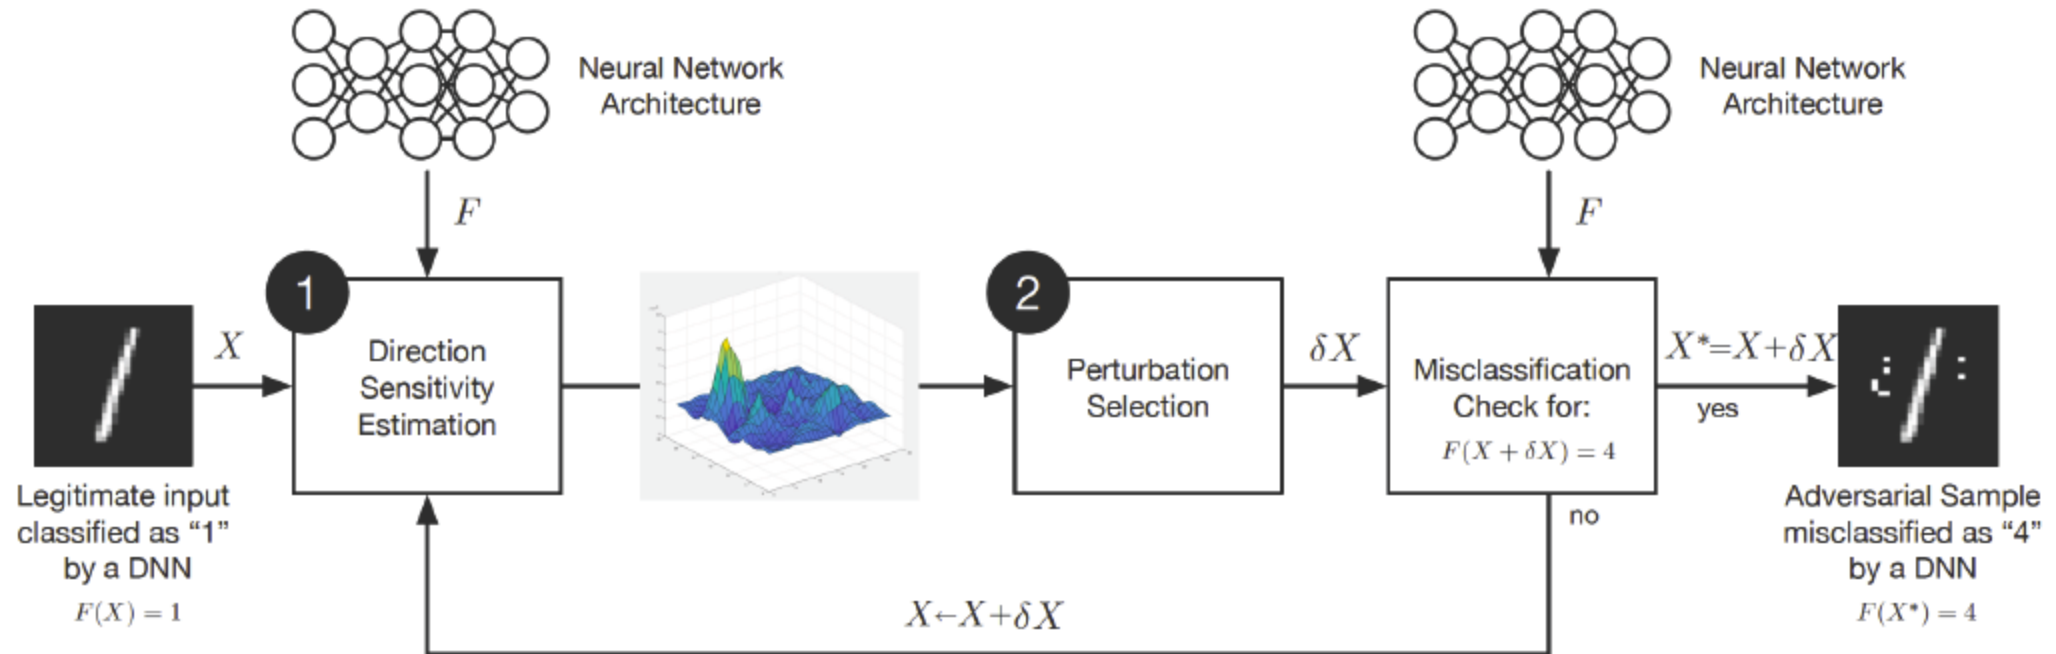 Neural Network
Architecture
F
Neural Network
Architecture
F
X
1
Direction
Sensitivity
Estimation
2
Perturbation
Selection
δX
Misclassification
Check for:
F(X + δX) = 4
X*=X+δX
yes
no
Legitimate input
classified as “1”
by a DNN
F(X) = 1
Adversarial Sample
misclassified as “4”
by a DNN
F(X*) = 4
X←X+δX